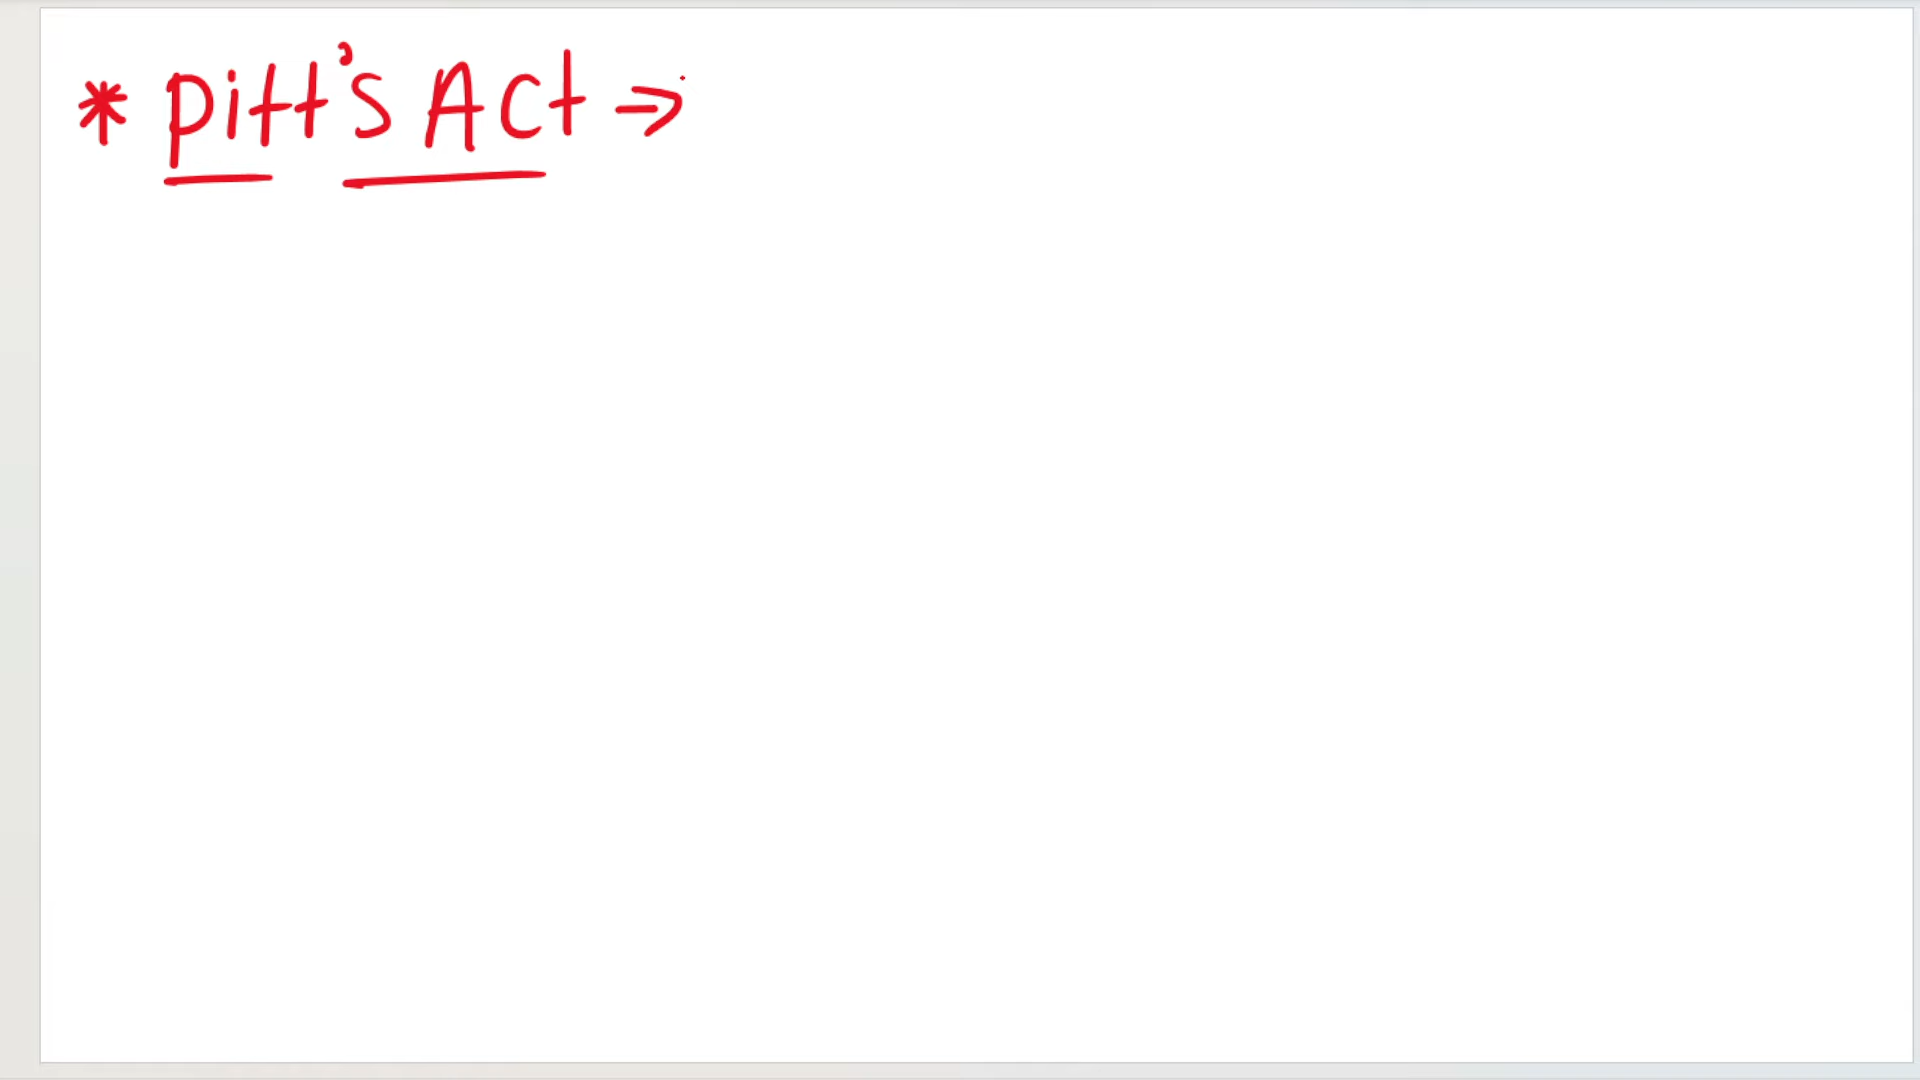 * pitt's Act →